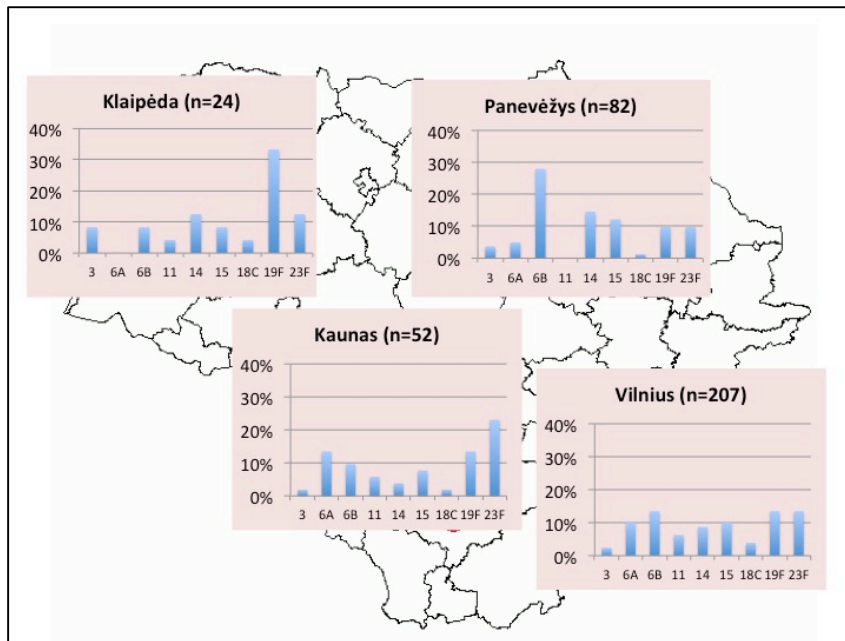 Klaipėda (n=24)
40%
30%
20%
10%
0%
3 6A 6B 11 14 15 18C 19F 23F
Panevėžys (n=82)
40%
30%
20%
10%
0%
3 6A 6B 11 14 15 18C 19F 23F
Kaunas (n=52)
40%
30%
20%
10%
0%
3 6A 6B 11 14 15 18C 19F 23F
Vilnius (n=207)
40%
30%
20%
10%
0%
3 6A 6B 11 14 15 18C 19F 23F